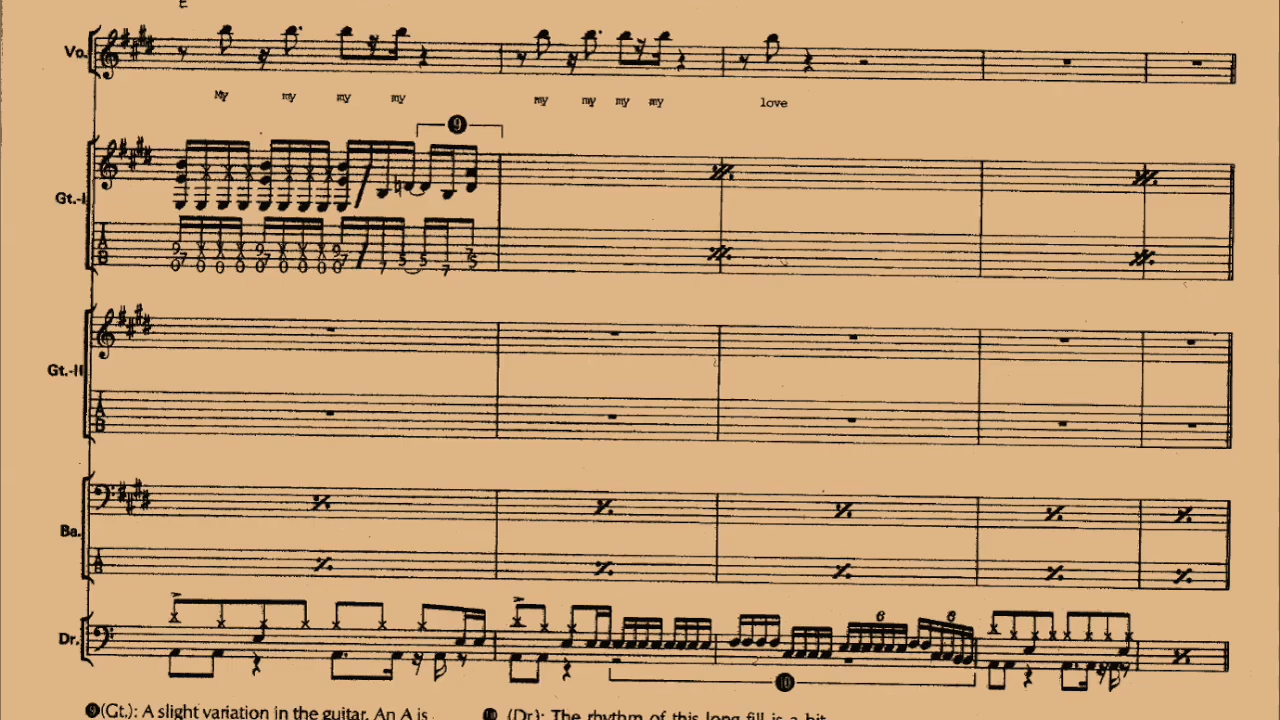 E
Vo.
My my my my my my my my love
9
Gt.-I
Gt.-II
Ba.
Dr.
6 6
10
9(Gt.): A slight variation in the guitar. An A is
10 (Dr): The rhythm of this long fill is a bit